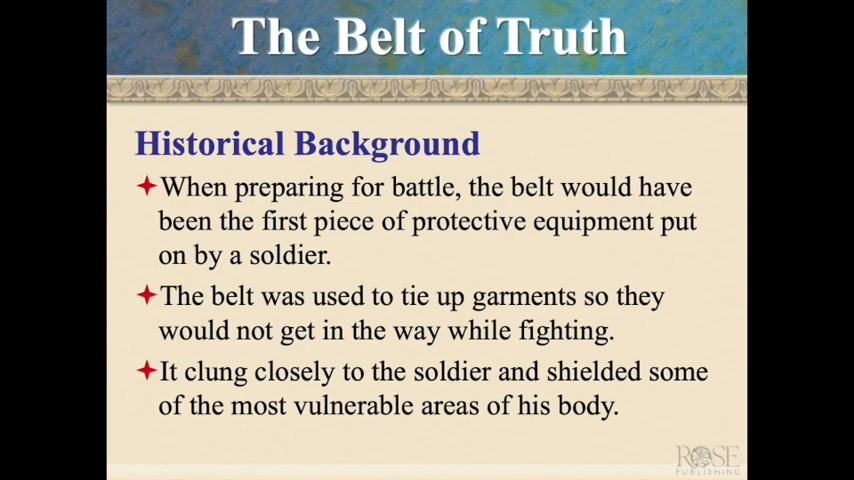 The Belt of Truth
Historical Background
When preparing for battle, the belt would have
been the first piece of protective equipment put
on by a soldier.
The belt was used to tie up garments so they
would not get in the way while fighting.
It clung closely to the soldier and shielded some
of the most vulnerable areas of his body.
ROSE
PUBLISHING